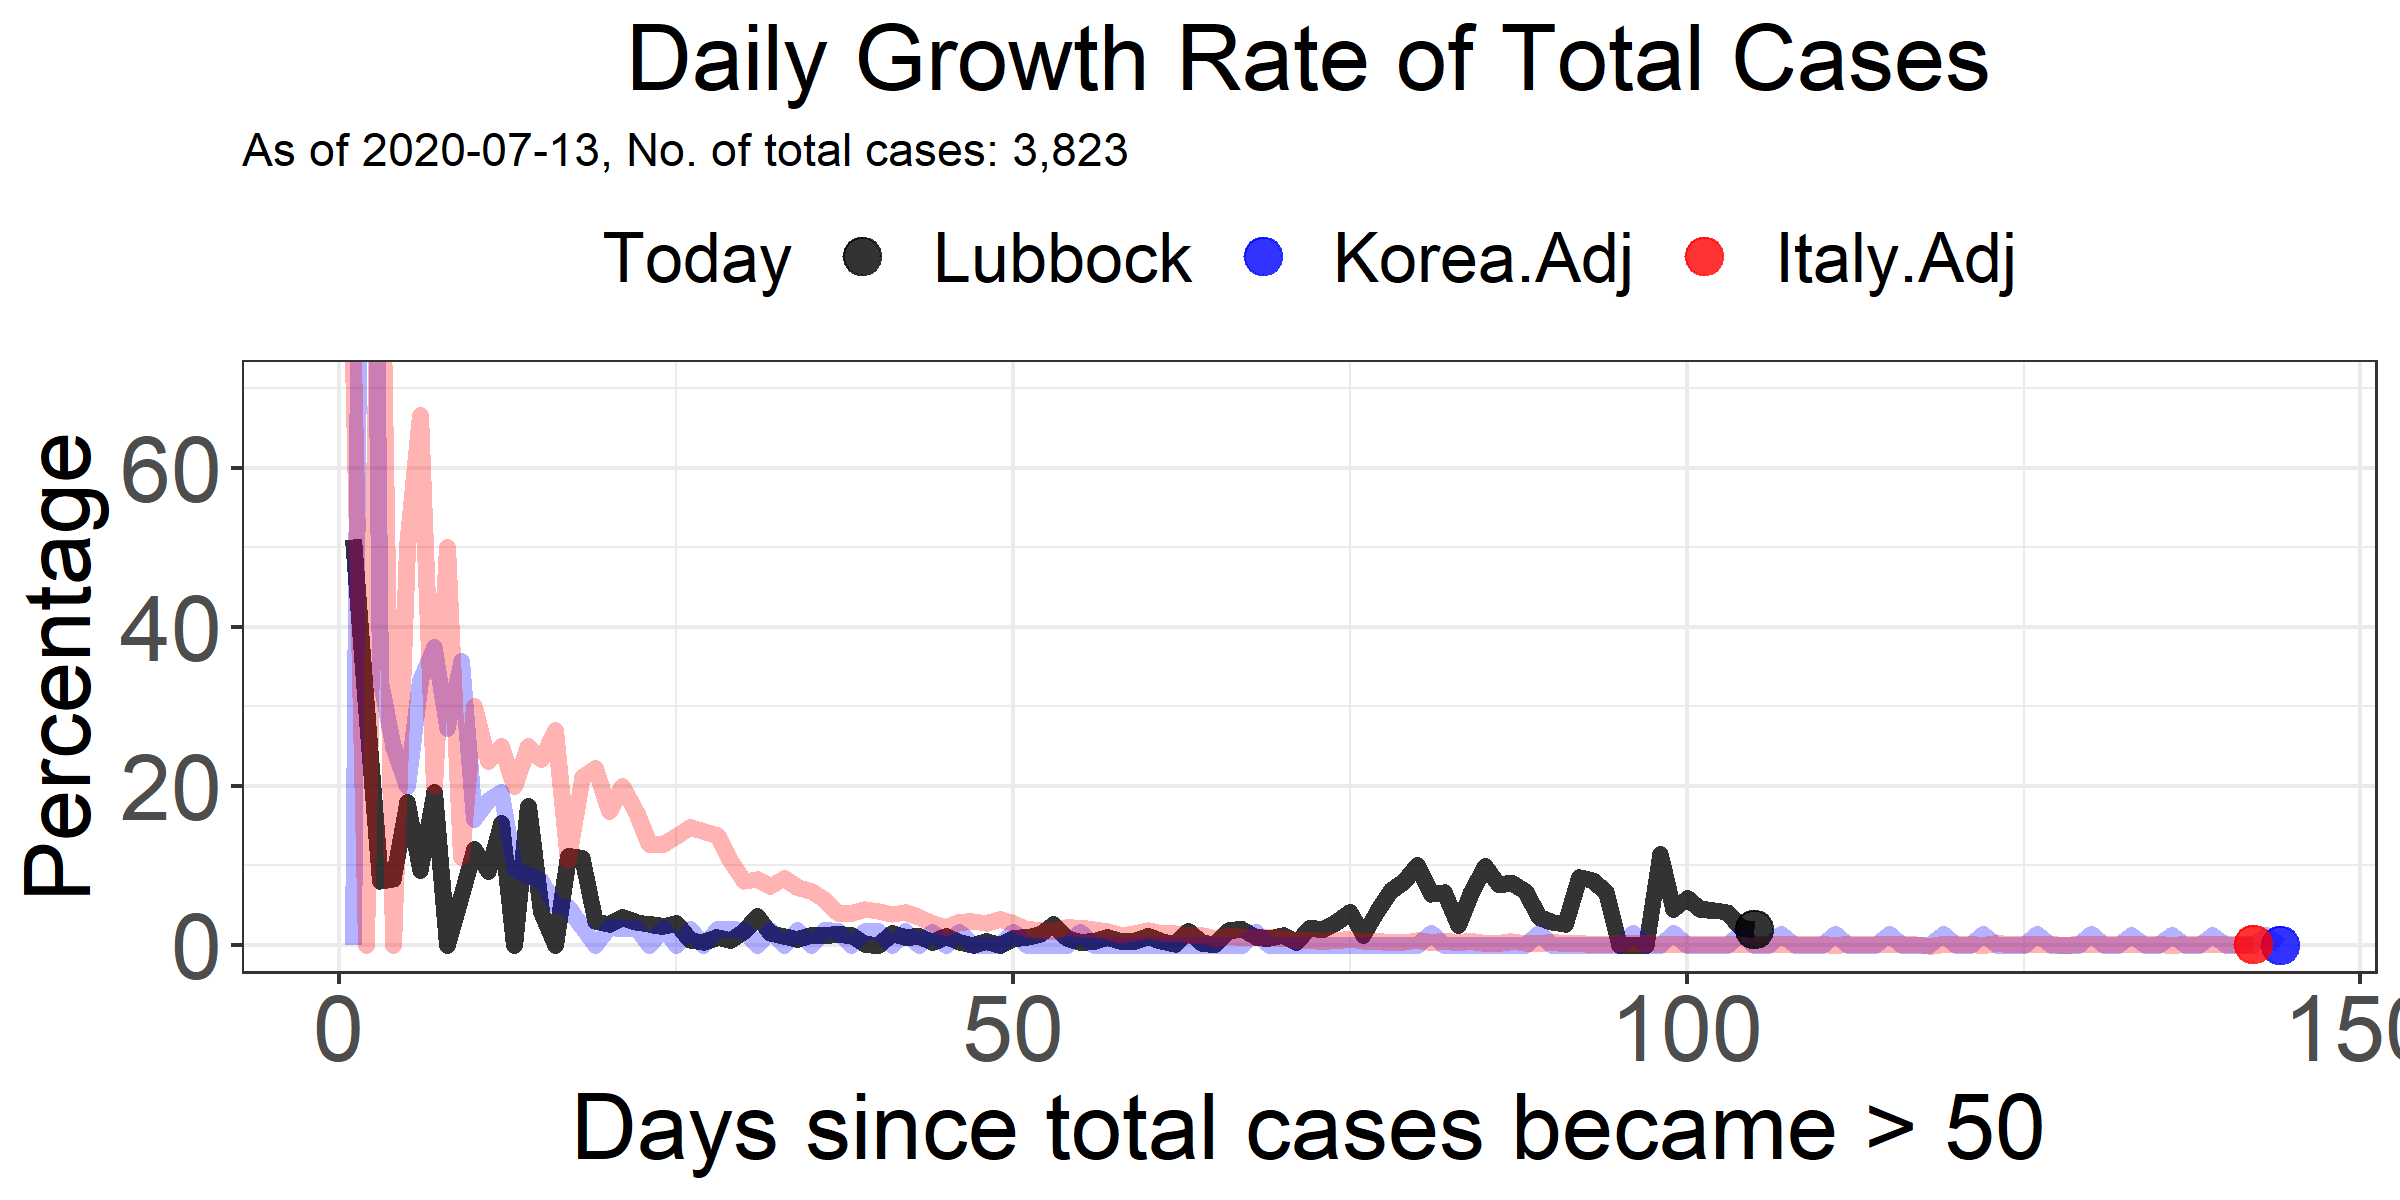 Daily Growth Rate of Total Cases
As of 2020-07-13, No. of total cases: 3,823
Today Lubbock Korea.Adj Italy.Adj
Percentage
60
40
20
0
0 50 100 150
Days since total cases became > 50